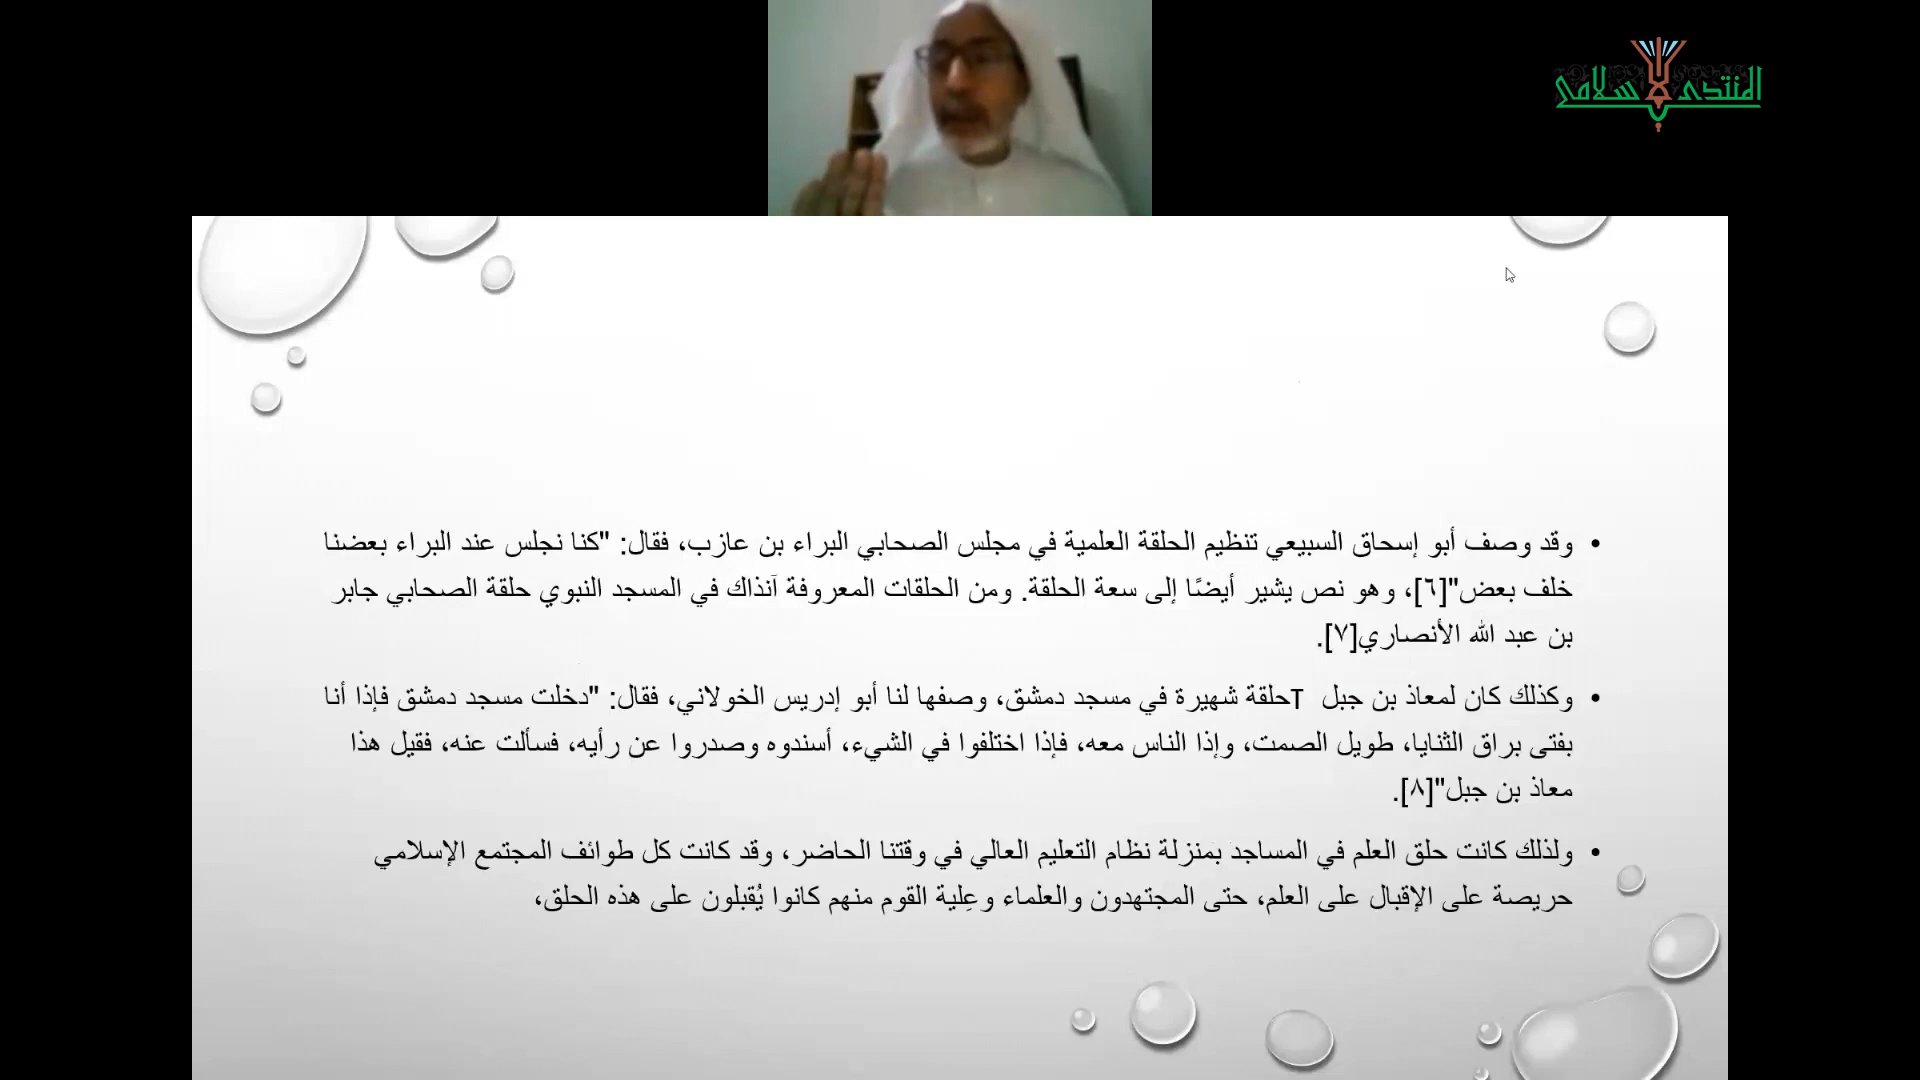 المنتدى الإسلامي
• وقد وصف أبو إسحاق السبيعي تنظيم الحلقة العلمية في مجلس الصحابي البراء بن عازب، فقال: "كنا نجلس عند البراء بعضنا
خلف بعض"[٦]، وهو نص يشير أيضًا إلى سعة الحلقة. ومن الحلقات المعروفة آنذاك في المسجد النبوي حلقة الصحابي جابر
بن عبد الله الأنصاري[٧].
• وكذلك كان لمعاذ بن جبل Tحلقة شهيرة في مسجد دمشق، وصفها لنا أبو إدريس الخولاني، فقال: "دخلت مسجد دمشق فإذا أنا
بفتى براق الثنايا، طويل الصمت، وإذا الناس معه، فإذا اختلفوا في الشيء، أسندوه وصدروا عن رأيه، فسألت عنه، فقيل هذا
معاذ بن جبل"[٨].
• ولذلك كانت حلق العلم في المساجد بمنزلة نظام التعليم العالي في وقتنا الحاضر، وقد كانت كل طوائف المجتمع الإسلامي
حريصة على الإقبال على العلم، حتى المجتهدون والعلماء وعِلية القوم منهم كانوا يُقبلون على هذه الحلق،